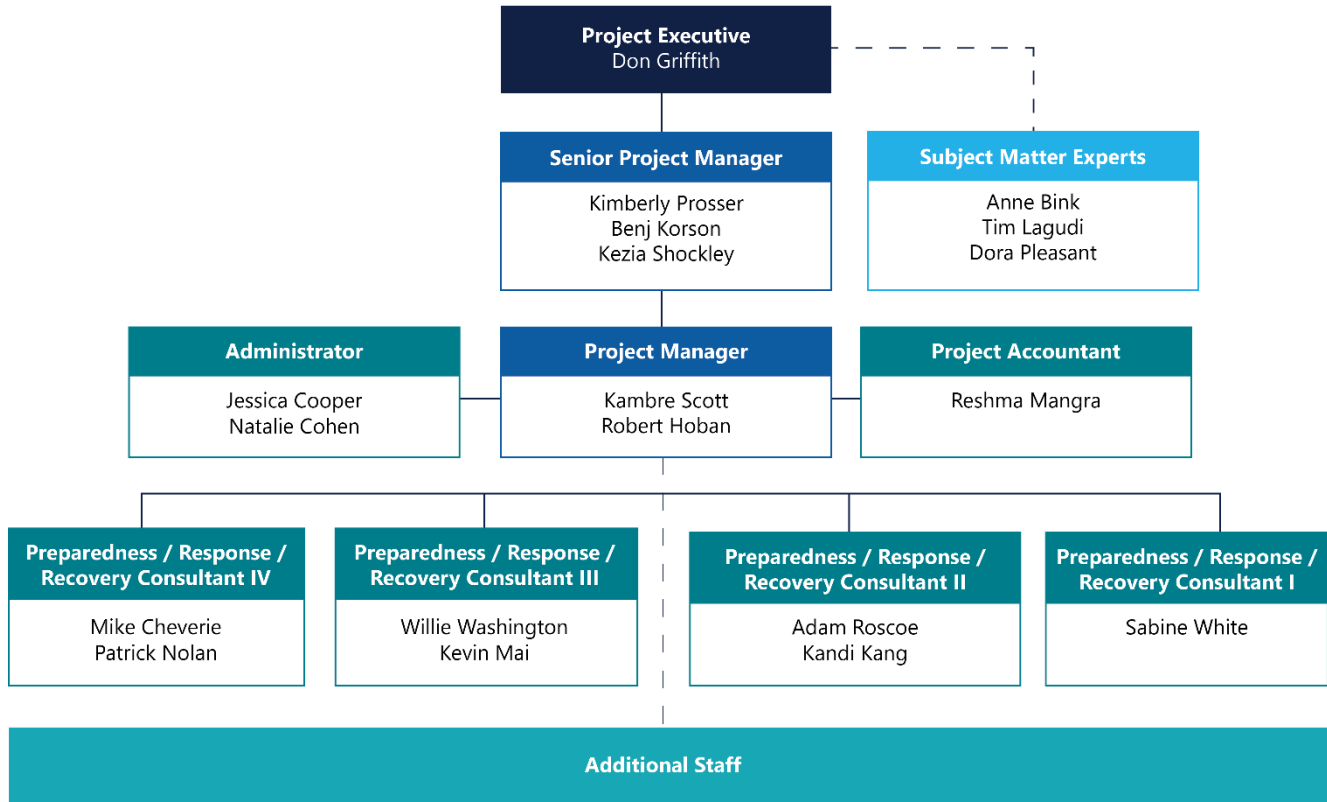 Project Executive
Don Griffith
Senior Project Manager
Kimberly Prosser
Benj Korson
Kezia Shockley
Subject Matter Experts
Anne Bink
Tim Lagudi
Dora Pleasant
Administrator
Jessica Cooper
Natalie Cohen
Project Manager
Kambre Scott
Robert Hoban
Project Accountant
Reshma Mangra
Preparedness / Response /
Recovery Consultant IV
Mike Cheverie
Patrick Nolan
Preparedness / Response /
Recovery Consultant III
Willie Washington
Kevin Mai
Preparedness / Response /
Recovery Consultant II
Adam Roscoe
Kandi Kang
Preparedness / Response /
Recovery Consultant I
Sabine White
Additional Staff